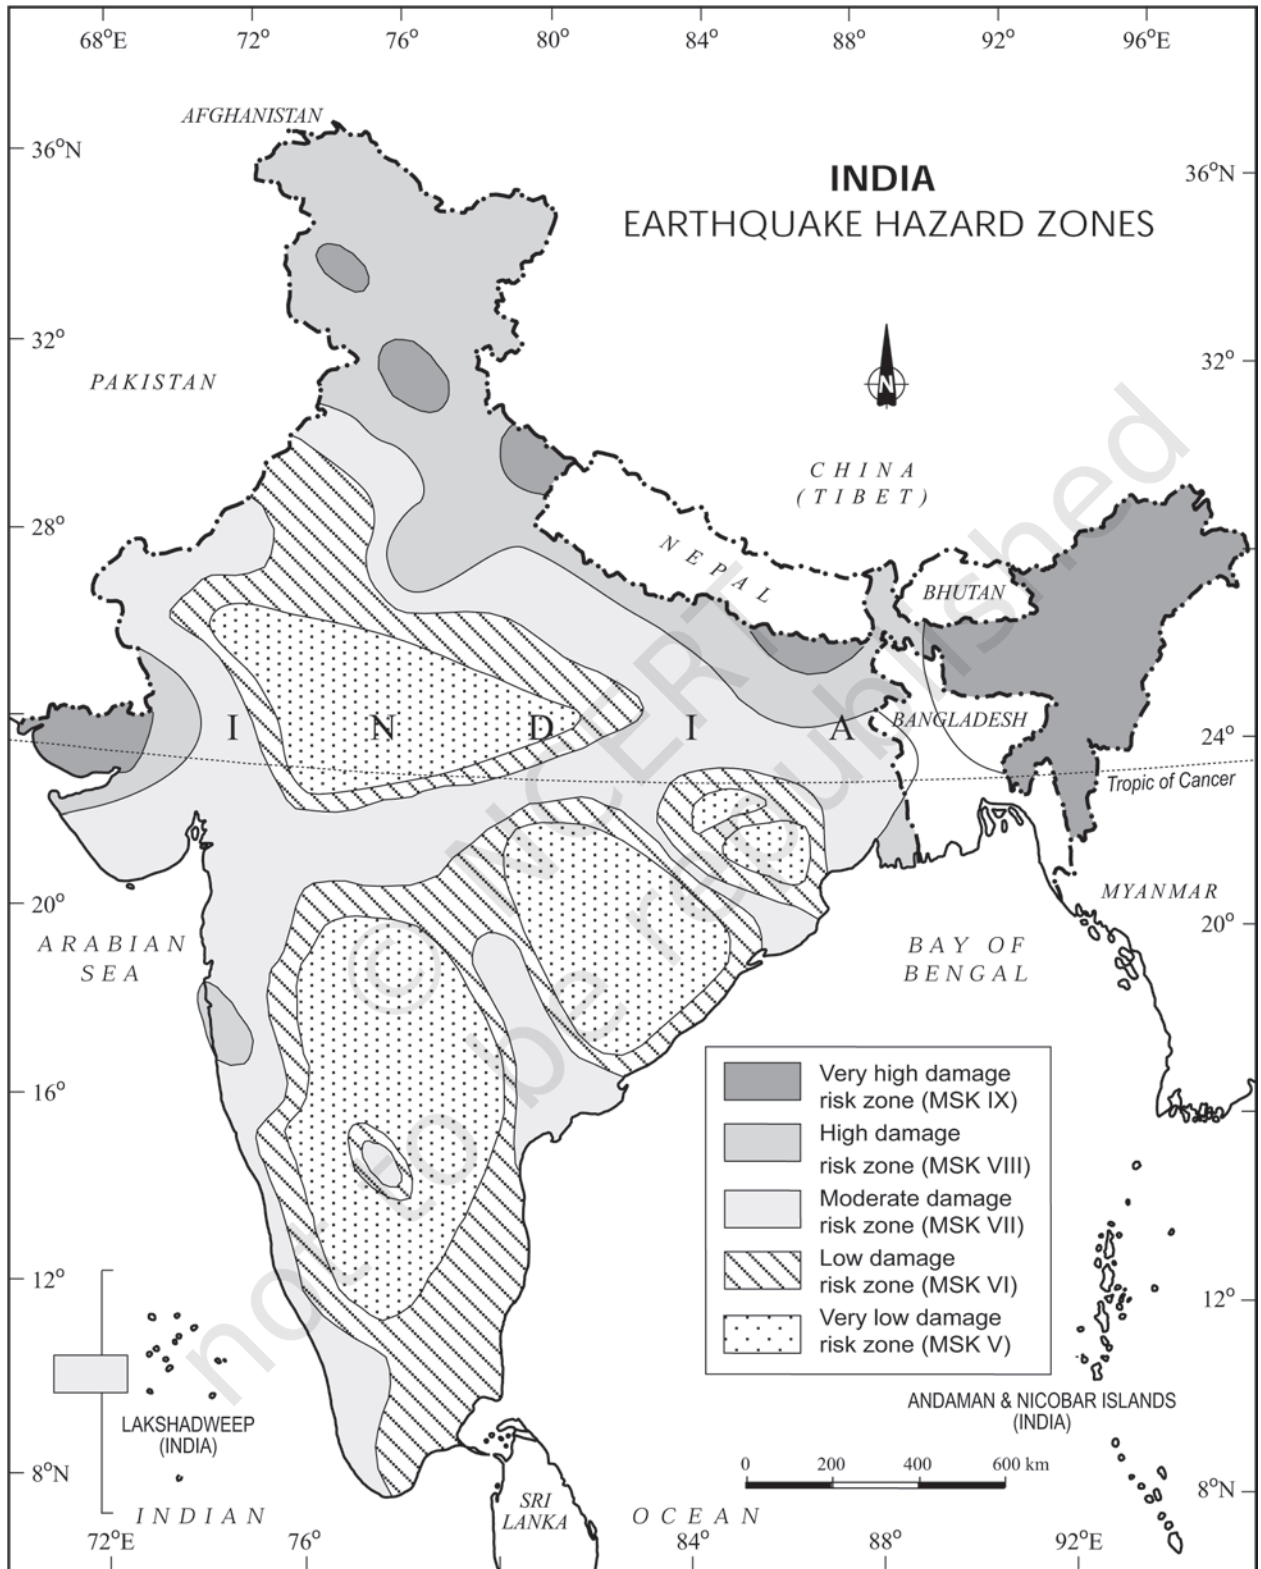 68°E 72° 76° 80° 84° 88° 92° 96°E
AFGHANISTAN
36°N
INDIA
36°N
EARTHQUAKE HAZARD ZONES
32°
N
32°
PAKISTAN
CHINA
(TIBET)
28°
NEPAL
BHUTAN
I N D I A
BANGLADESH
24°
Tropic of Cancer
20°
MYANMAR
20°
ARABIAN
SEA
BAY OF
BENGAL
16°
Very high damage
risk zone (MSK IX)
High damage
risk zone (MSK VIII)
Moderate damage
risk zone (MSK VII)
Low damage
risk zone (MSK VI)
Very low damage
risk zone (MSK V)
12°
12°
LAKSHADWEEP
(INDIA)
ANDAMAN & NICOBAR ISLANDS
(INDIA)
0 200 400 600 km
8°N
8°N
INDIAN
SRI
LANKA
OCEAN
72°E 76° 84° 88° 92°E
© NCERT
not to be republished